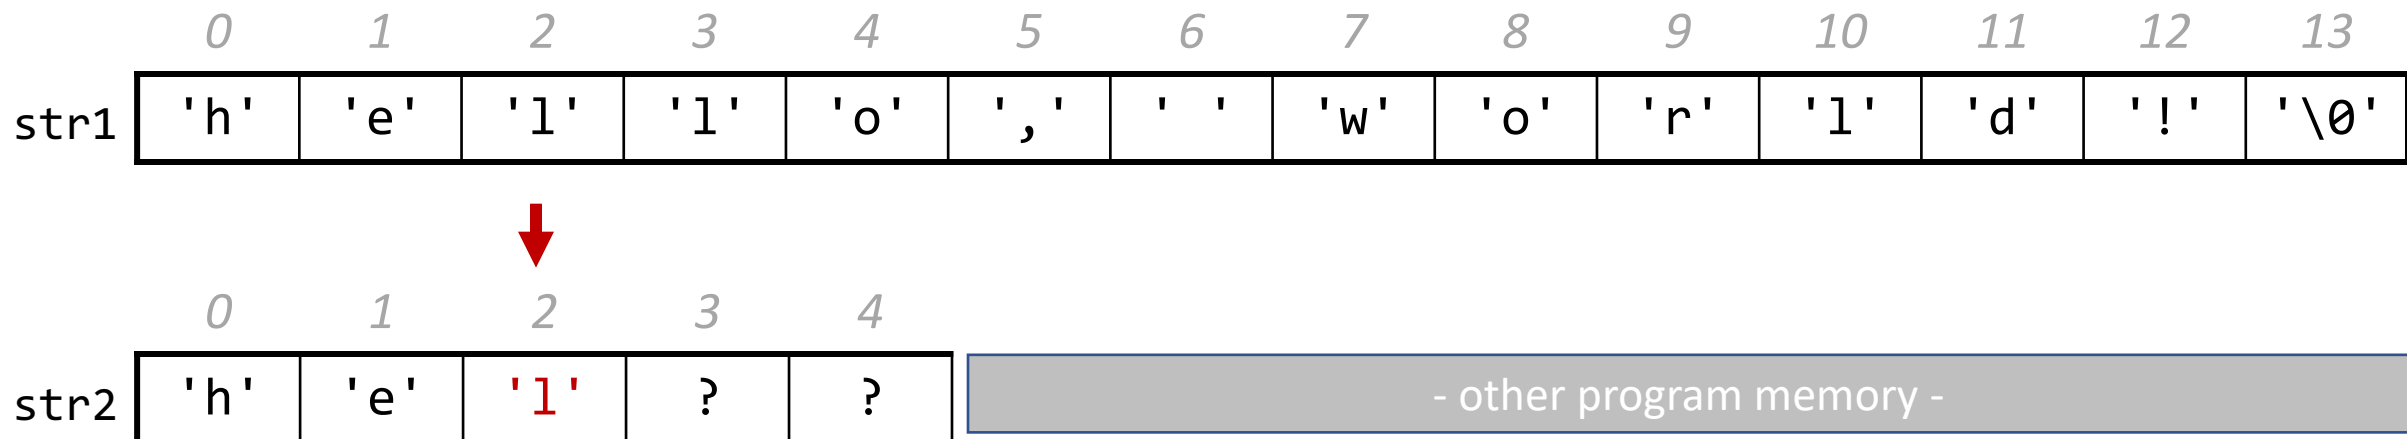 0 1 2 3 4 5 6 7 8 9 10 11 12 13
str1 'h' 'e' 'l' 'l' 'o' ',' ' ' 'w' 'o' 'r' 'l' 'd' '!' '\0'
0 1 2 3 4
str2 'h' 'e' 'l' ? ? - other program memory -